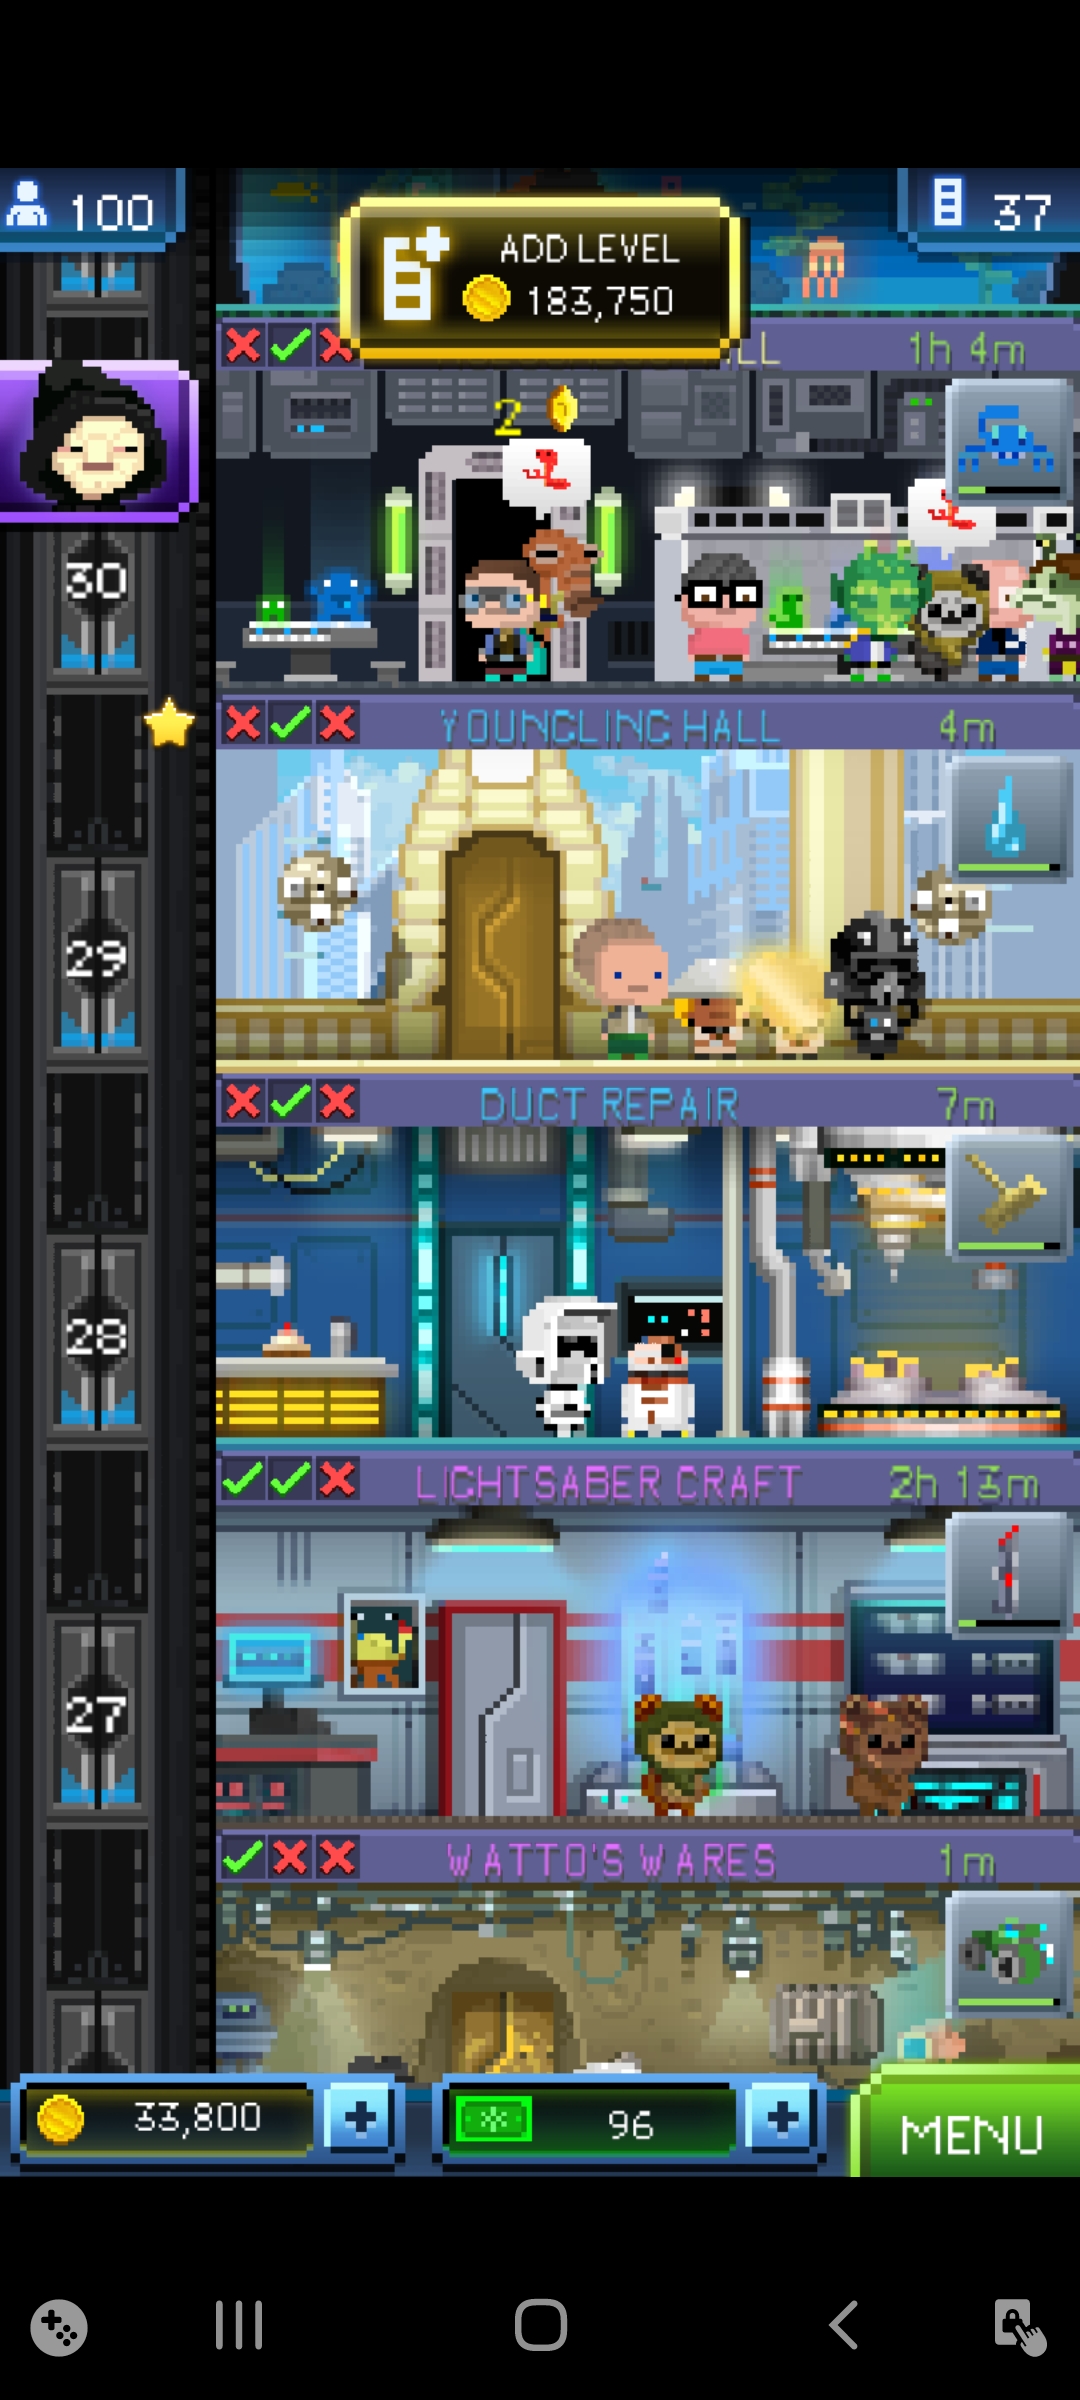 100
ADD LEVEL
183,750
37
LL
1h 4m
2
30
YOUNGLING HALL
4m
29
DUCT REPAIR
7m
28
LIGHTSABER CRAFT
2h 13m
27
WATTO'S WARES
1m
33,800
96
MENU